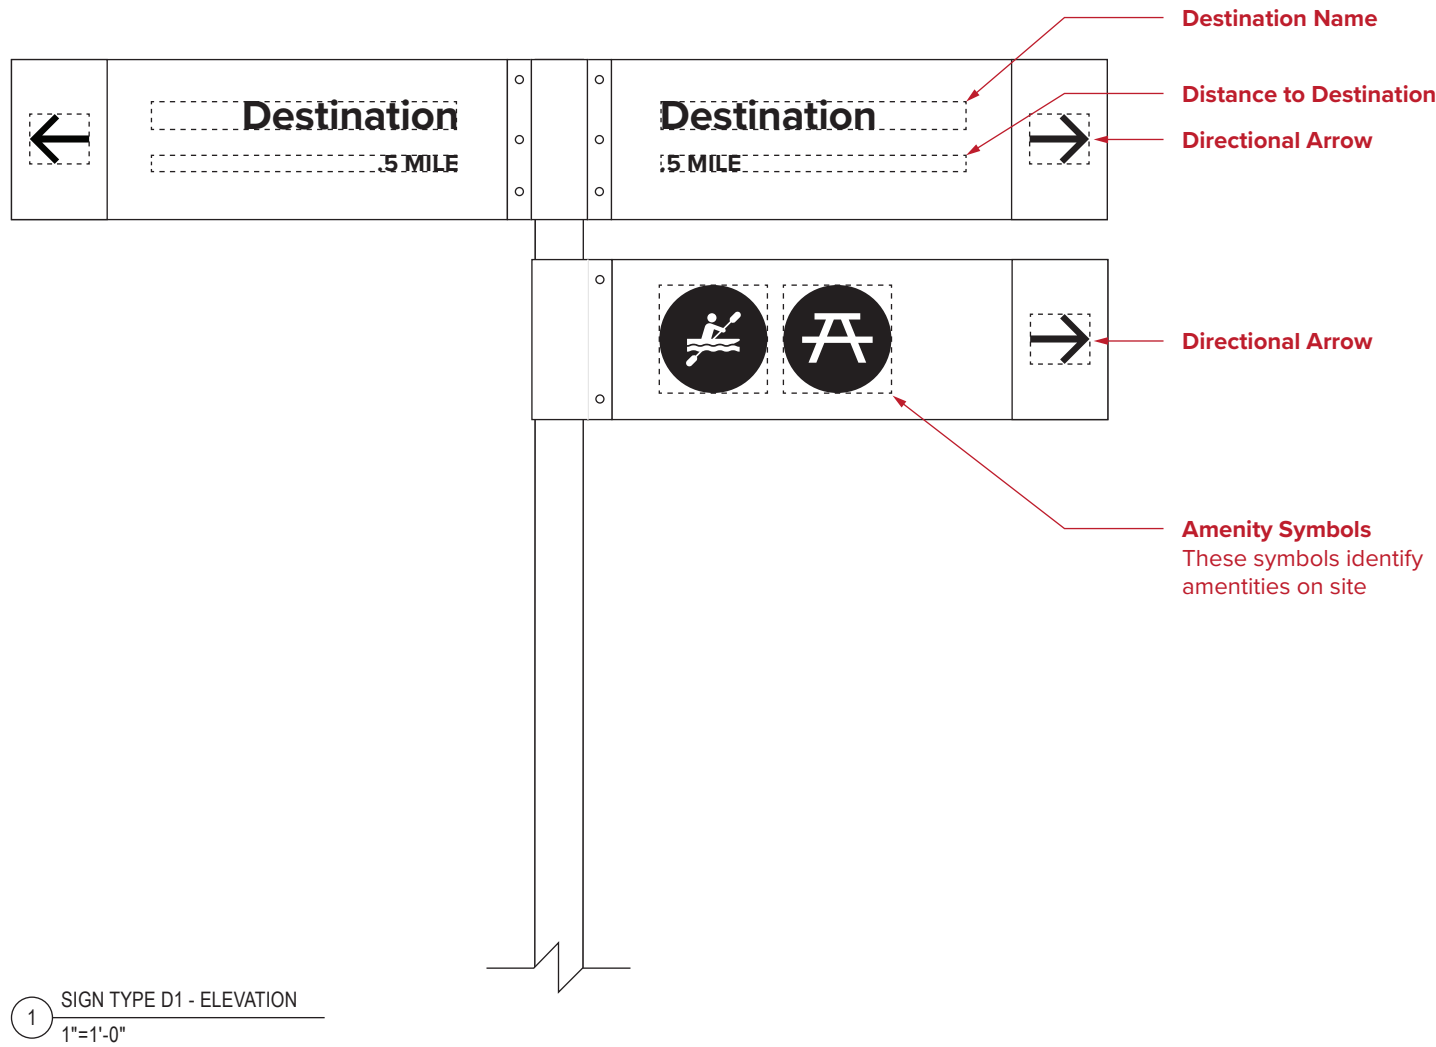 Destination Name
Destination
Destination
Distance to Destination
Directional Arrow
.5 MILE
.5 MILE
Directional Arrow
Amenity Symbols
These symbols identify
amentities on site
1
SIGN TYPE D1 - ELEVATION
1"=1'-0"